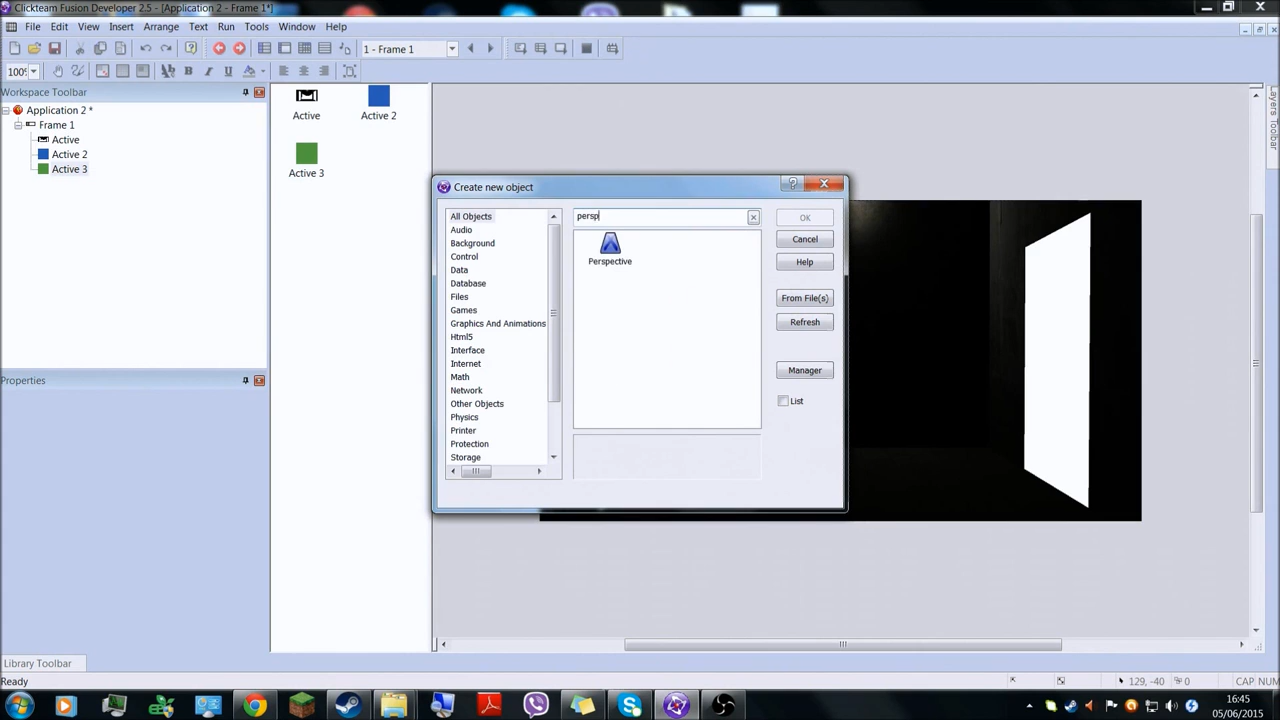 Clickteam Fusion Developer 2.5 - [Application 2 - Frame 1*]
File Edit View Insert Arrange Text Run Tools Window Help
1 - Frame 1
100%
B I U
Workspace Toolbar
Application 2 *
Frame 1
Active
Active 2
Active 3
Properties
Library Toolbar
Active
Active 2
Active 3
Layers Toolbar
Create new object
All Objects
Audio
Background
Control
Data
Database
Files
Games
Graphics And Animations
Html5
Interface
Internet
Math
Network
Other Objects
Physics
Printer
Protection
Storage
persp
Perspective
OK
Cancel
Help
From File(s)
Refresh
Manager
List
Ready
129, -40
0
CAP NUM
16:45
05/06/2015